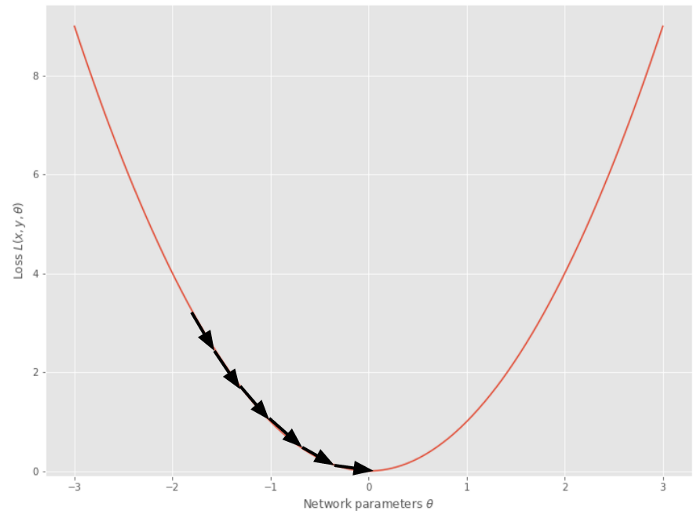 8
6
4
2
0
Loss L(x, y, θ)
−3 −2 −1 0 1 2 3
Network parameters θ